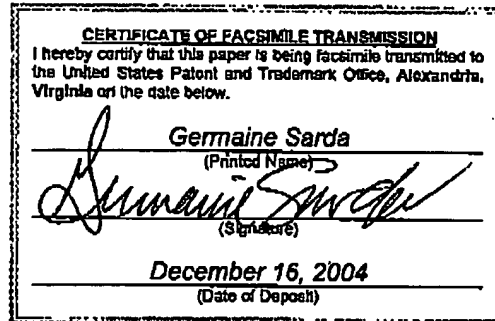 CERTIFICATE OF FACSIMILE TRANSMISSION
I hereby certify that this paper is being facsimile transmitted to
the United States Patent and Trademark Office, Alexandria,
Virginia on the date below.
Germaine Sarda
(Printed Name)
Germaine Sarda
(Signature)
December 16, 2004
(Date of Deposit)